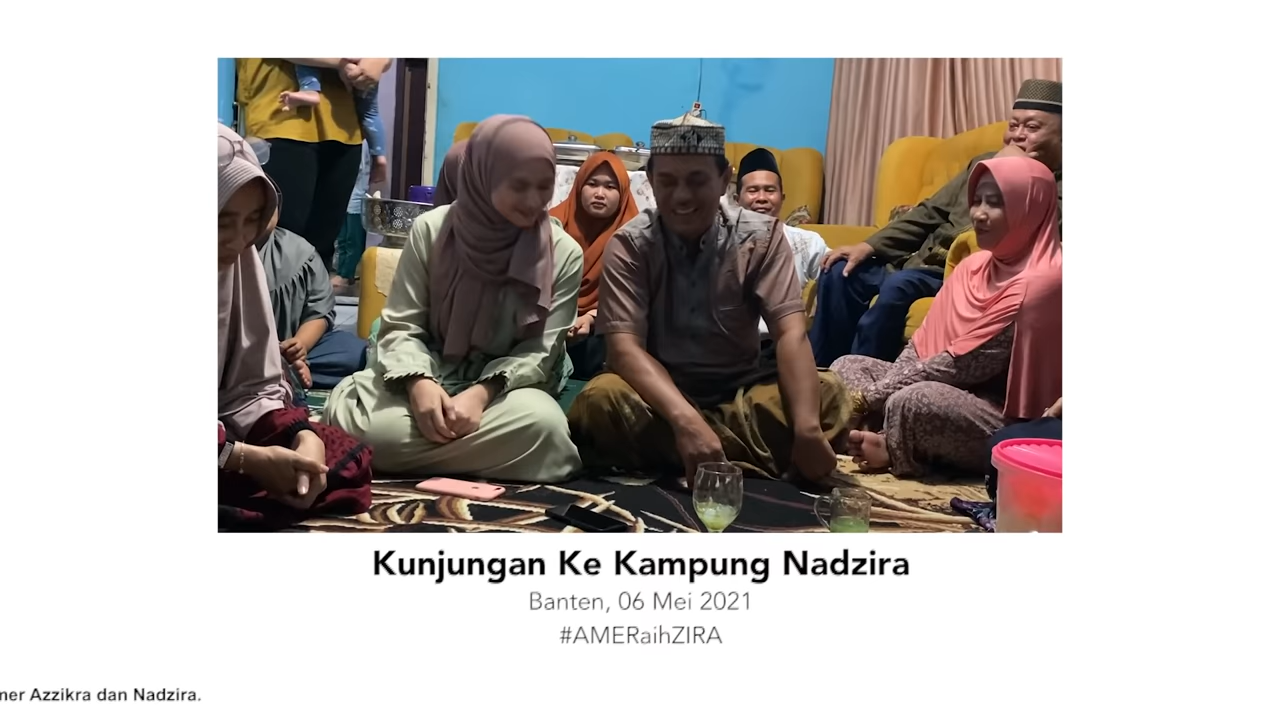 Kunjungan Ke Kampung Nadzira
Banten, 06 Mei 2021
#AMERaihZIRA
Azzikra dan Nadzira.